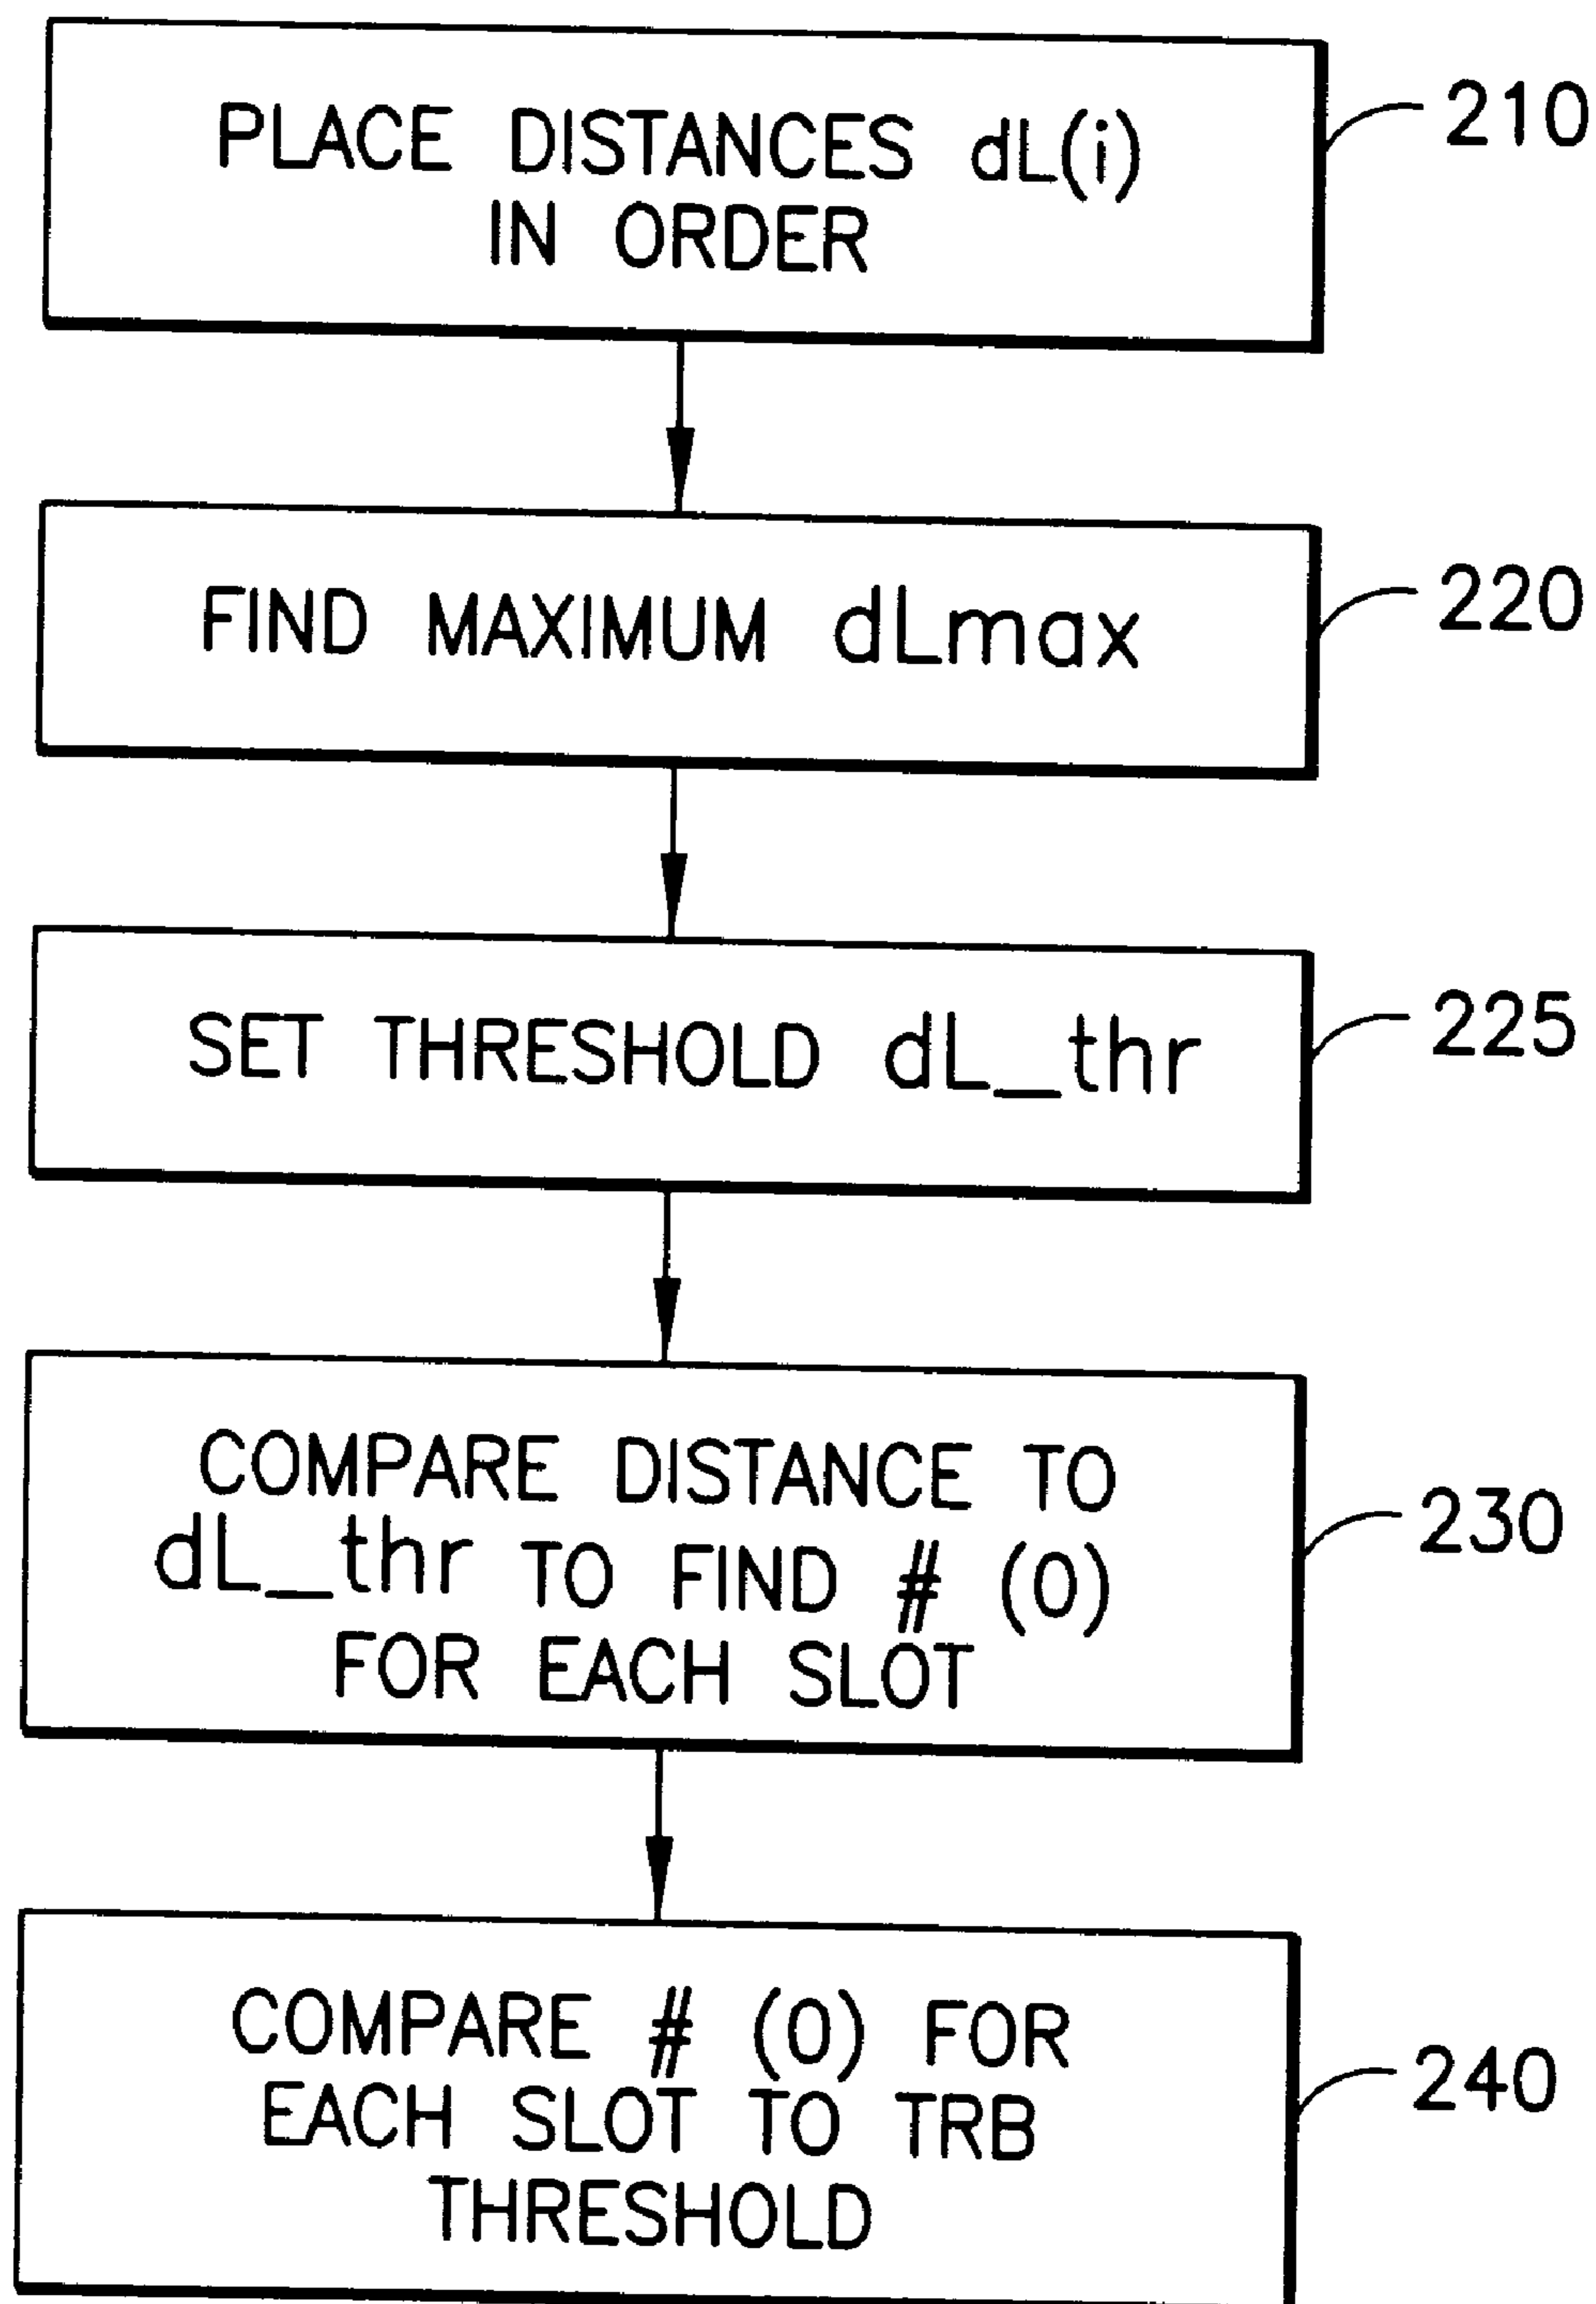 PLACE DISTANCES dL(i)
IN ORDER
210
FIND MAXIMUM dLmax
220
SET THRESHOLD dL_thr
225
COMPARE DISTANCE TO
dL_thr TO FIND # (0)
FOR EACH SLOT
230
COMPARE # (0) FOR
EACH SLOT TO TRB
THRESHOLD
240